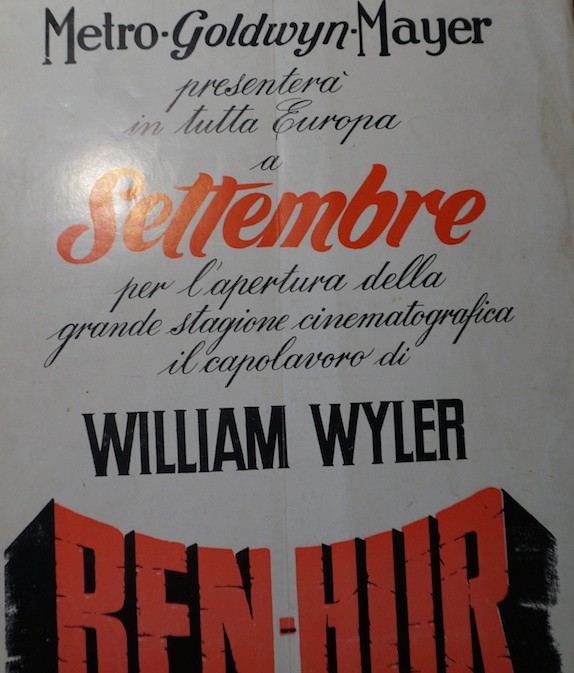 Metro-Goldwyn-Mayer
presenterà
in tutta Europa
a
Settembre
per l'apertura della
grande stagione cinematografica
il capolavoro di
WILLIAM WYLER
BEN-HUR